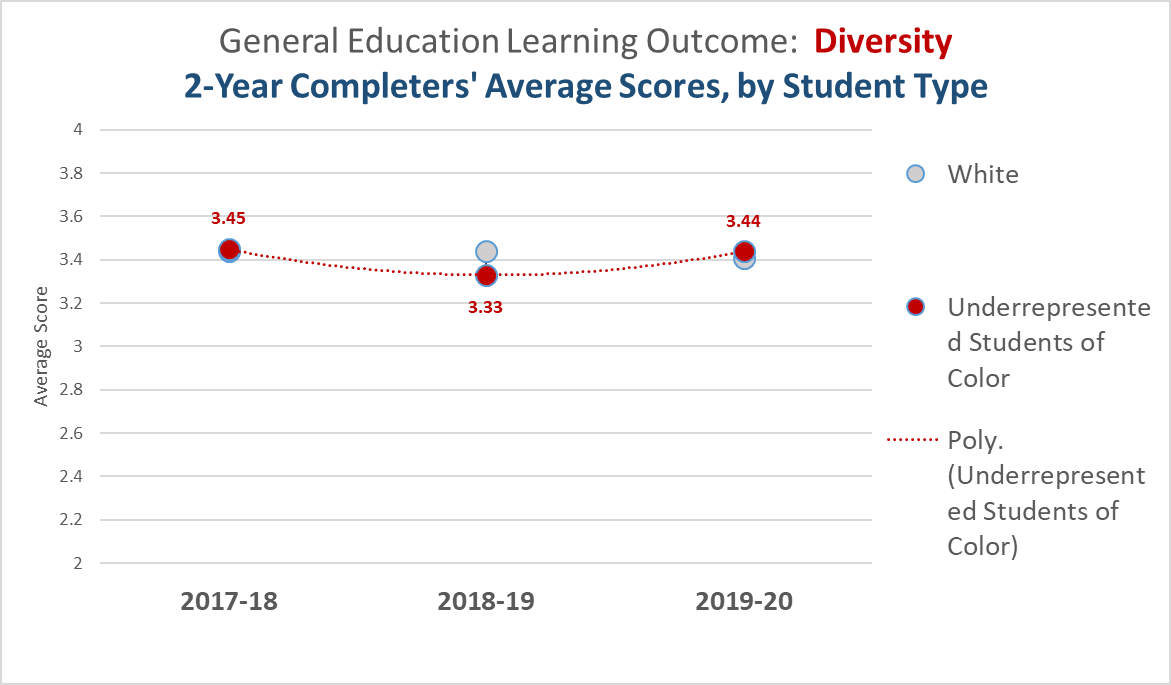 General Education Learning Outcome: Diversity
2-Year Completers' Average Scores, by Student Type
4
3.8
3.6
3.4
3.2
3
2.8
2.6
2.4
2.2
2
Average Score
3.45
3.33
3.44
2017-18
2018-19
2019-20
White
Underrepresente
d Students of
Color
Poly.
(Underrepresent
ed Students of
Color)